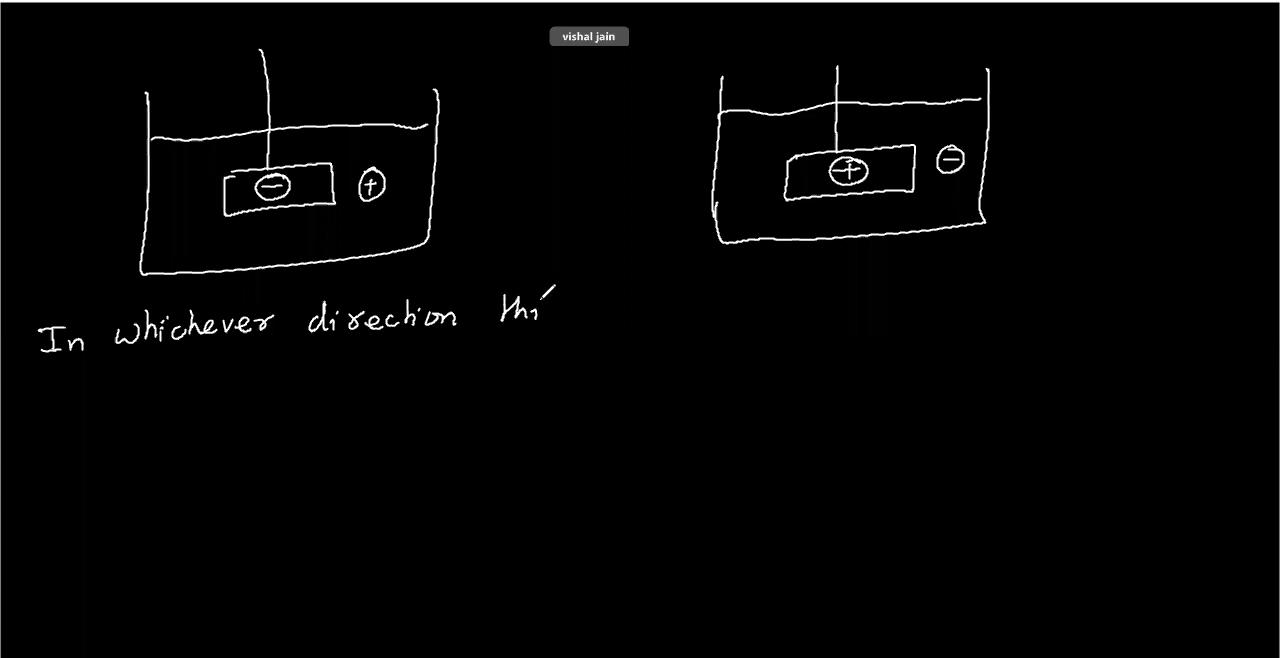 vishal jain
⊖ ⊕
⊕ ⊖
In whichever direction